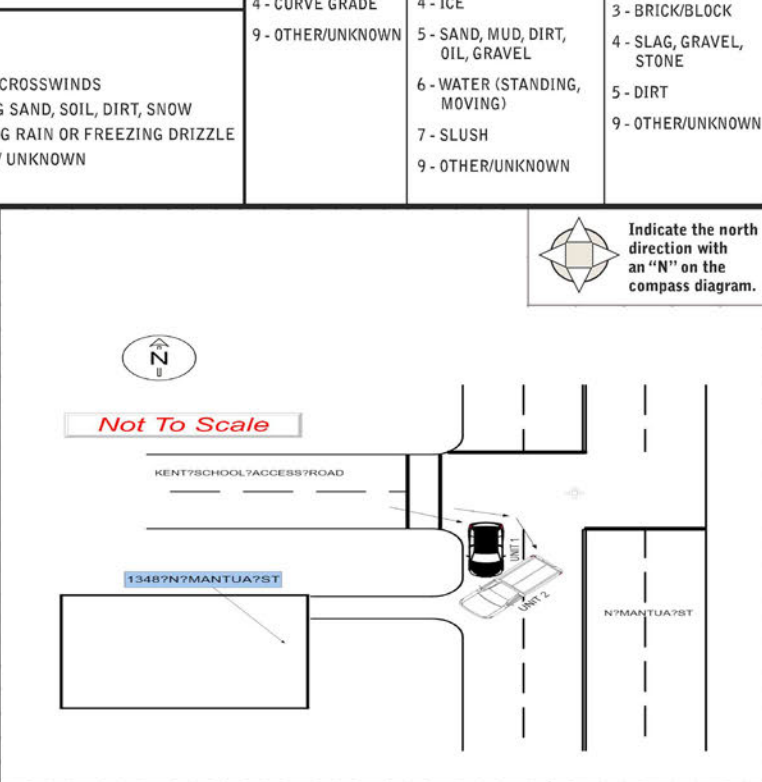 4 - CURVE GRADE
9 - OTHER/UNKNOWN
4 - ICE
5 - SAND, MUD, DIRT,
OIL, GRAVEL
6 - WATER (STANDING,
MOVING)
7 - SLUSH
9 - OTHER/UNKNOWN
3 - BRICK/BLOCK
4 - SLAG, GRAVEL,
STONE
5 - DIRT
9 - OTHER/UNKNOWN
CROSSWINDS
G SAND, SOIL, DIRT, SNOW
G RAIN OR FREEZING DRIZZLE
/ UNKNOWN
Indicate the north
direction with
an “N” on the
compass diagram.
N
Not To Scale
KENT?SCHOOL?ACCESS?ROAD
UNIT 1
1348?N?MANTUA?ST
UNIT 2
N?MANTUA?ST